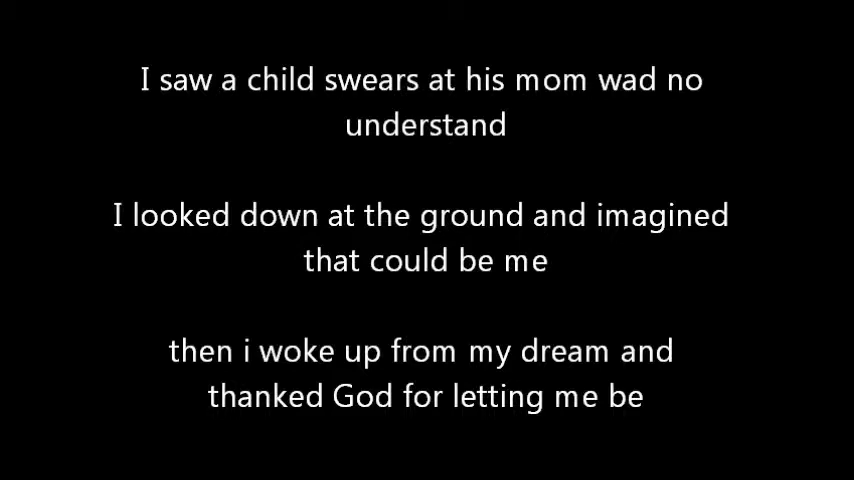 I saw a child swears at his mom wad no
understand
I looked down at the ground and imagined
that could be me
then i woke up from my dream and
thanked God for letting me be